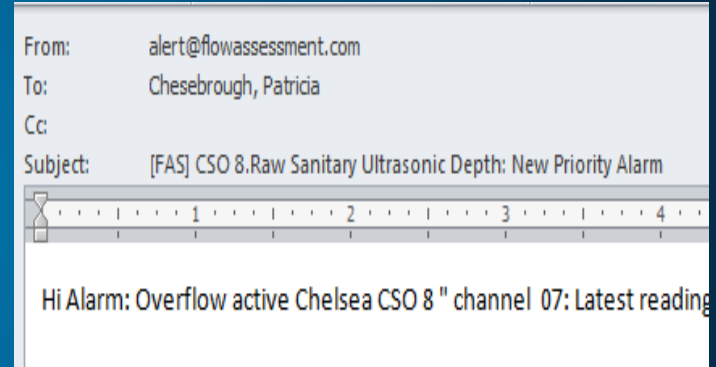 From: alert@flowassessment.com
To: Chesebrough, Patricia
Cc:
Subject: [FAS] CSO 8.Raw Sanitary Ultrasonic Depth: New Priority Alarm
1 2 3 4
Hi Alarm: Overflow active Chelsea CSO 8 " channel 07: Latest reading